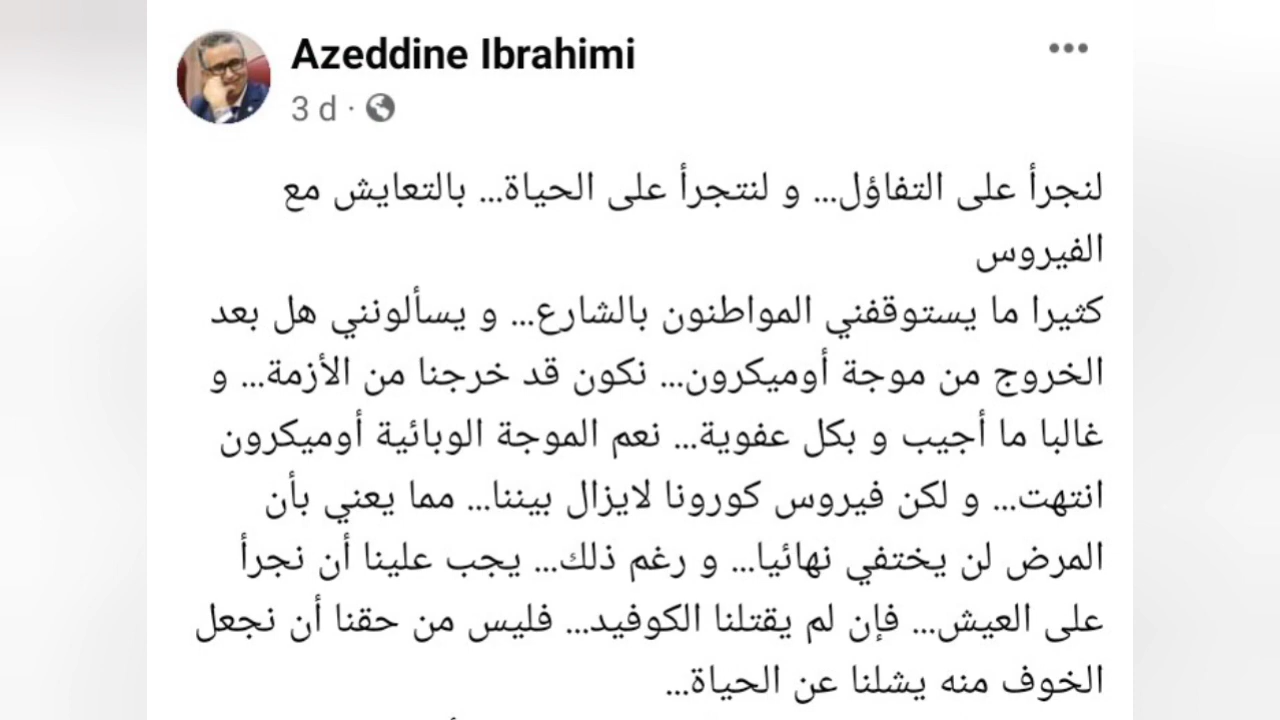 Azeddine Ibrahimi
3 d ·
لنجرأ على التفاؤل... و لنتجرأ على الحياة... بالتعايش مع
الفيروس
كثيرا ما يستوقفني المواطنون بالشارع... و يسألونني هل بعد
الخروج من موجة أوميكرون... نكون قد خرجنا من الأزمة... و
غالبا ما أجيب و بكل عفوية... نعم الموجة الوبائية أوميكرون
انتهت... و لكن فيروس كورونا لايزال بيننا... مما يعني بأن
المرض لن يختفي نهائيا... و رغم ذلك... يجب علينا أن نجرأ
على العيش... فإن لم يقتلنا الكوفيد... فليس من حقنا أن نجعل
الخوف منه يشلنا عن الحياة...